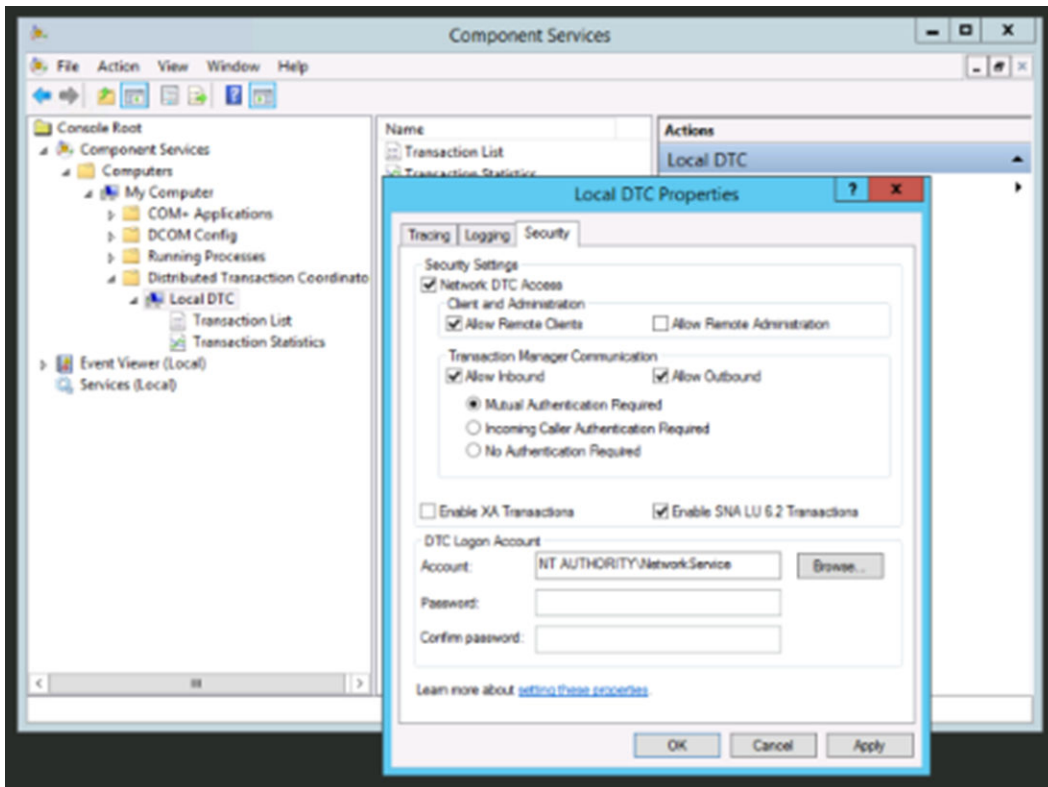 Component Services
File Action View Window Help
Console Root
Component Services
Computers
My Computer
COM+ Applications
DCOM Config
Running Processes
Distributed Transaction Coordinato
Local DTC
Transaction List
Transaction Statistics
Event Viewer (Local)
Services (Local)
Name
Transaction List
Transaction Statistics
Actions
Local DTC
Local DTC Properties
Tracing Logging Security
Security Settings
Network DTC Access
Client and Administration
Allow Remote Clients Allow Remote Administration
Transaction Manager Communication
Allow Inbound Allow Outbound
Mutual Authentication Required
Incoming Caller Authentication Required
No Authentication Required
Enable XA Transactions Enable SNA LU 6.2 Transactions
DTC Logon Account
Account: NT AUTHORITY\NetworkService Browse...
Password:
Confirm password:
Learn more about setting these properties.
OK Cancel Apply